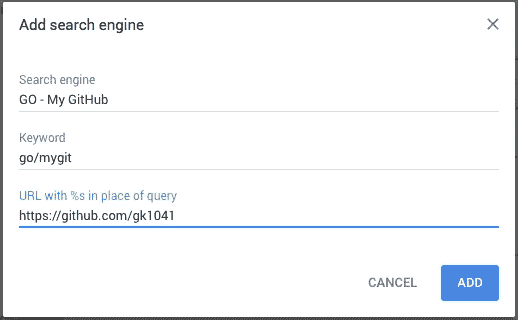 Add search engine
Search engine
GO - My GitHub
Keyword
go/mygit
URL with %s in place of query
https://github.com/gk1041
CANCEL
ADD